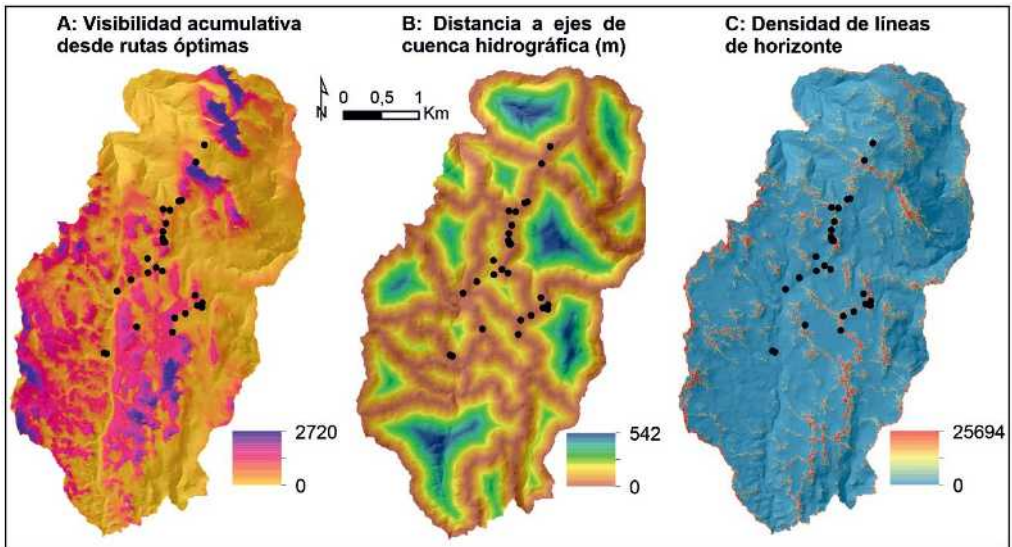 A: Visibilidad acumulativa
desde rutas óptimas
B: Distancia a ejes de
cuenca hidrográfica (m)
C: Densidad de líneas
de horizonte
N
0 0,5 1
Km
2720
0
542
0
25694
0